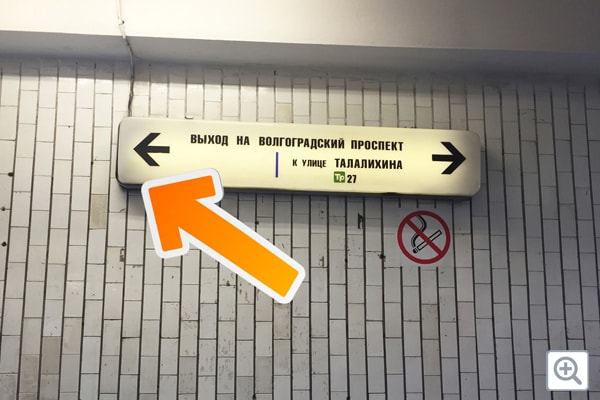 ВЫХОД НА ВОЛГОГРАДСКИЙ ПРОСПЕКТ
К УЛИЦЕ ТАЛАЛИХИНА
Тр 27